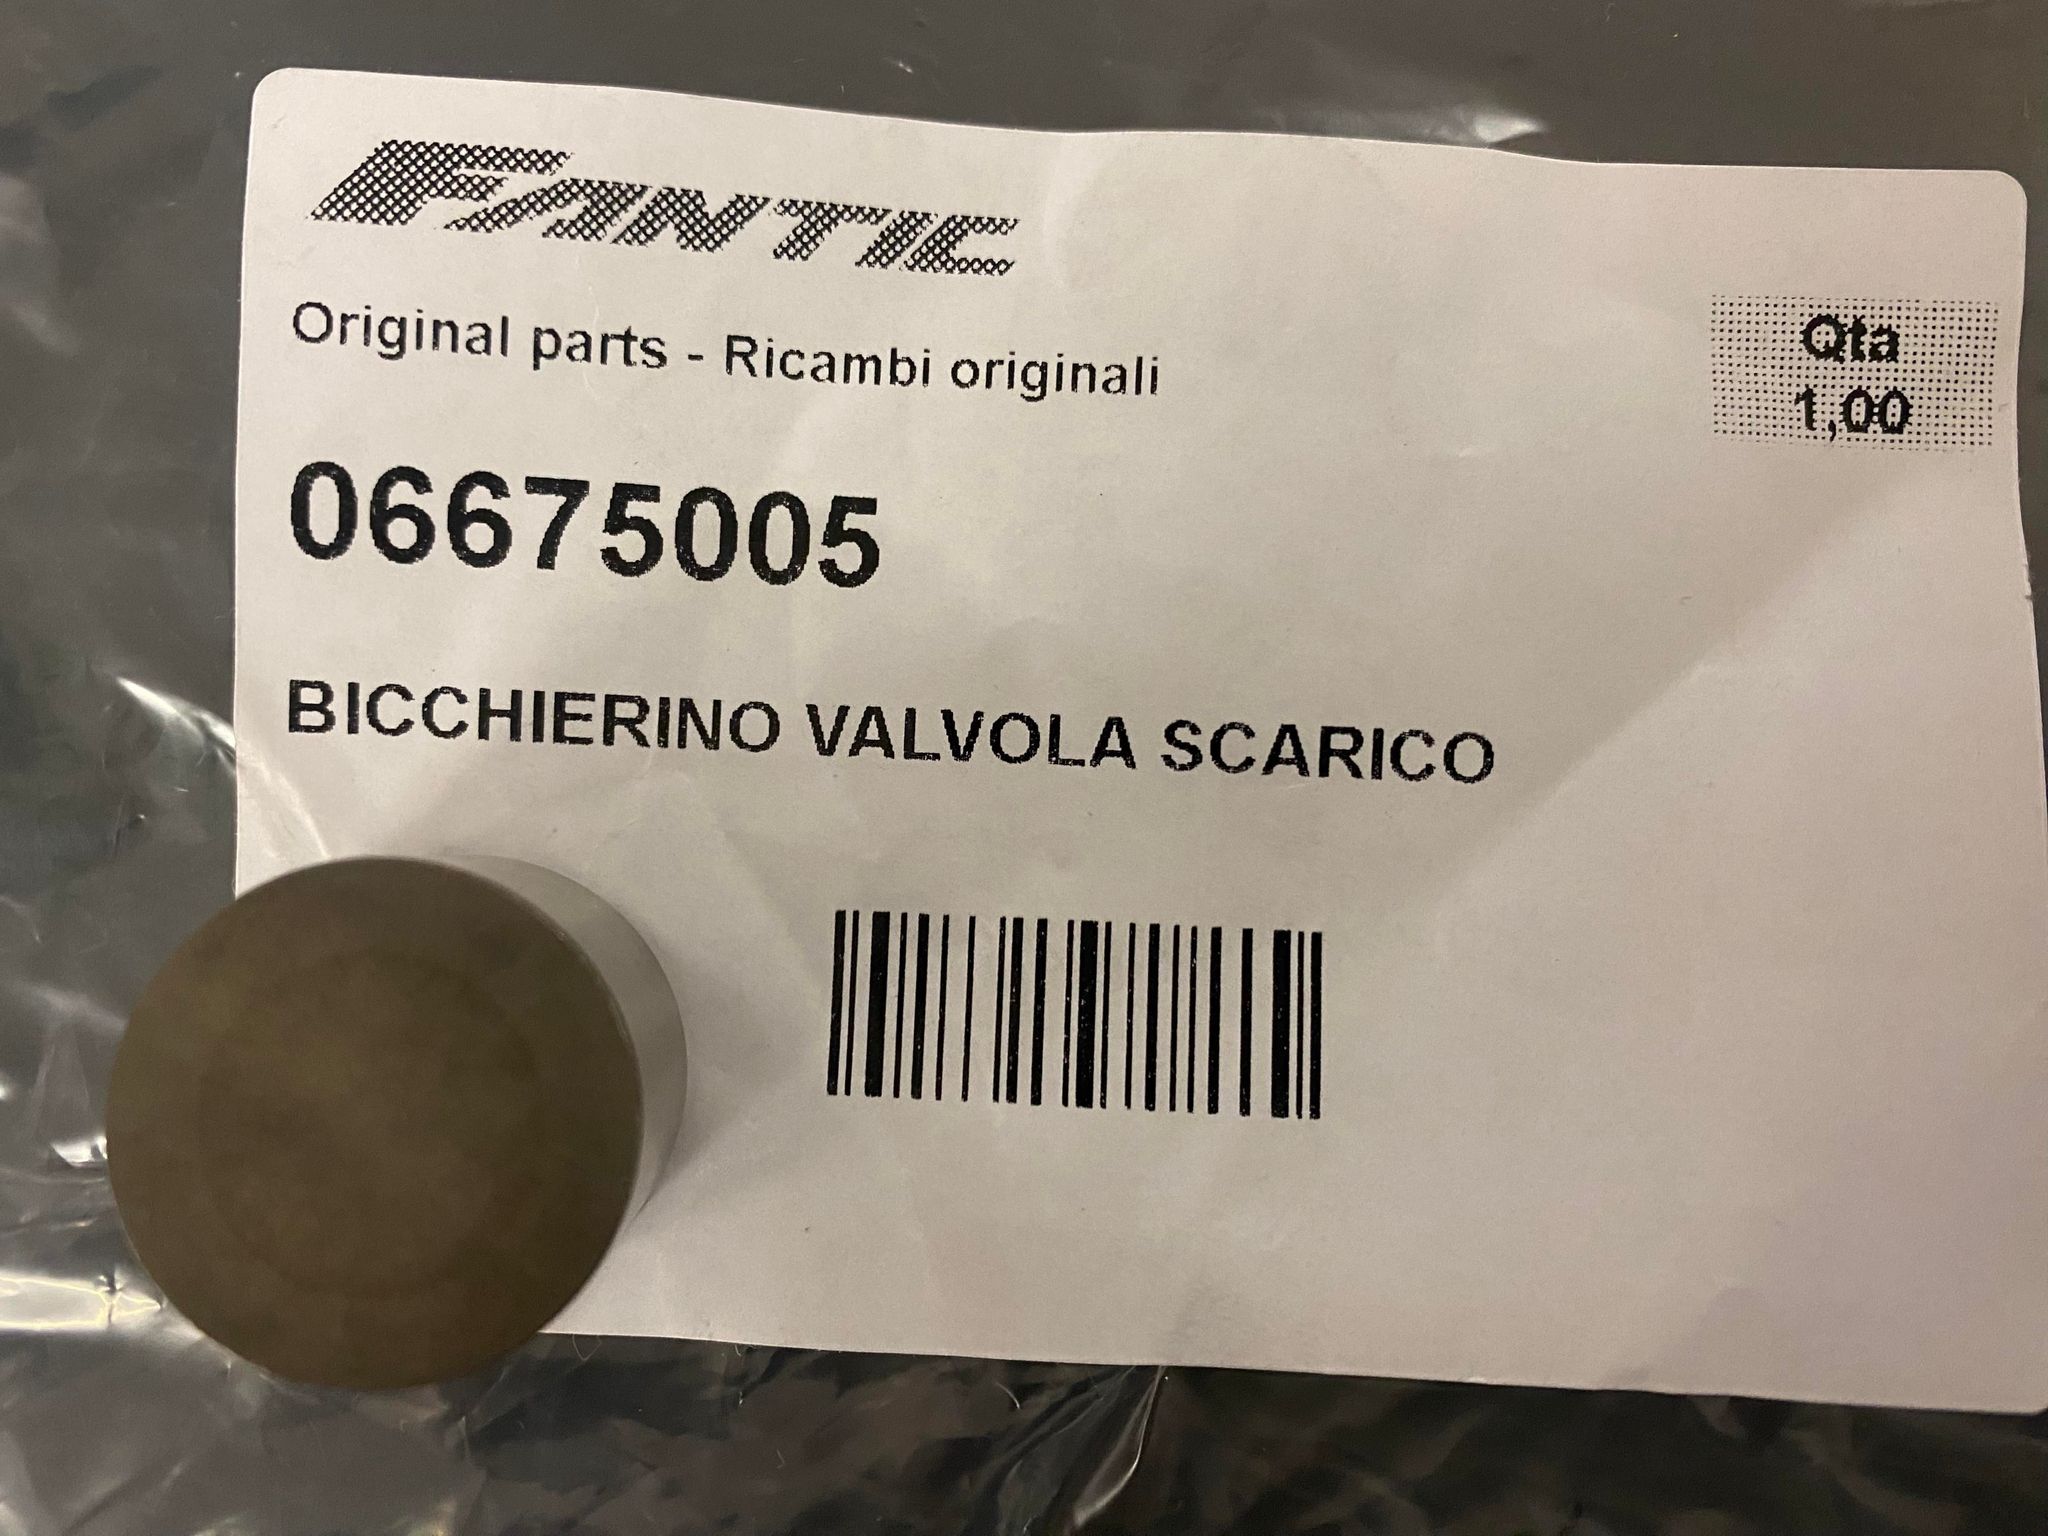 FANTIC
Original parts - Ricambi originali
Qta
1,00
06675005
BICCHIERINO VALVOLA SCARICO